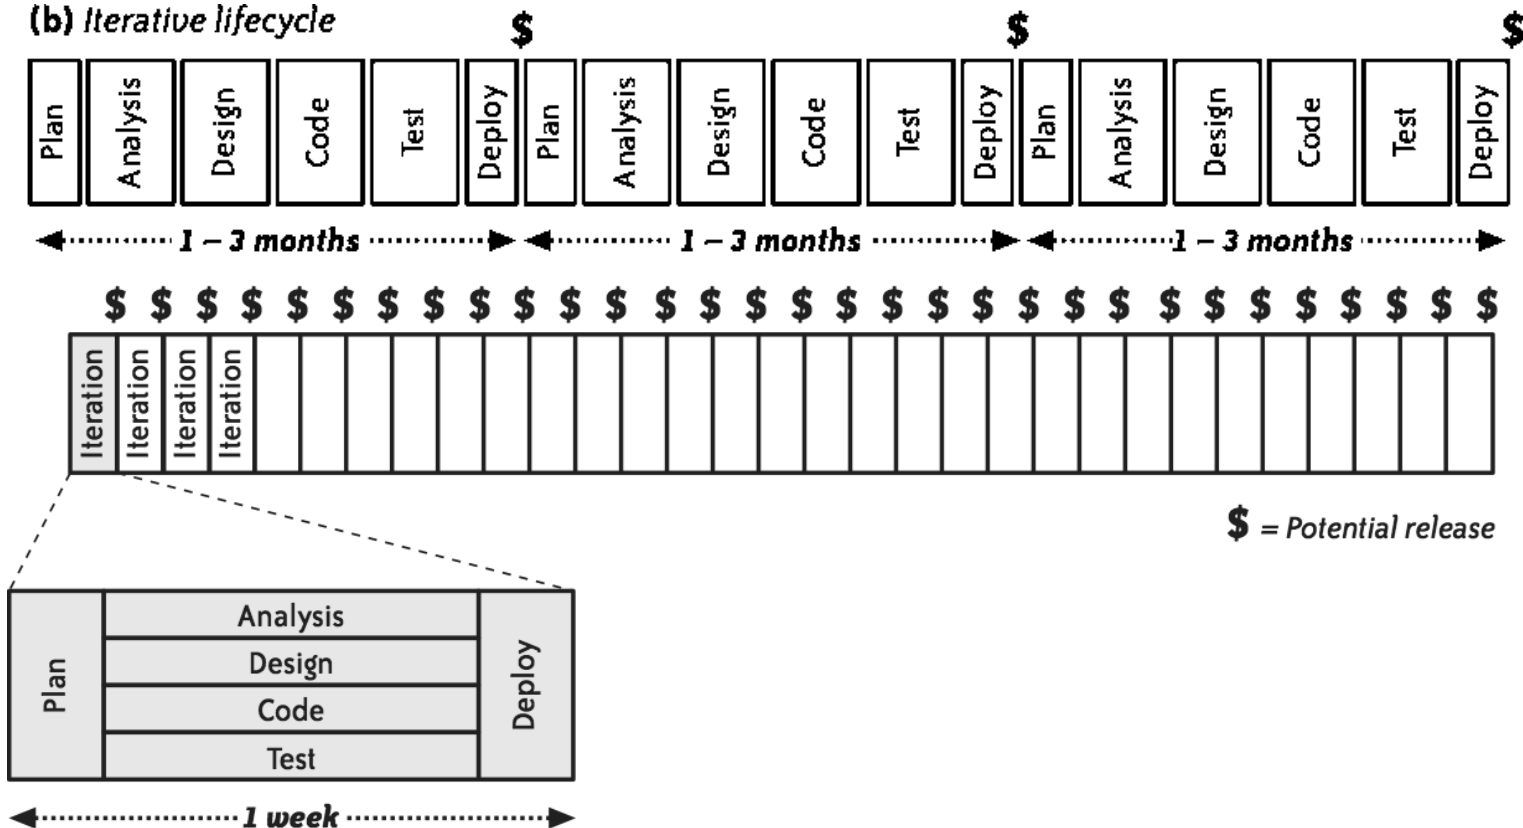 (b) Iterative lifecycle
$ $ $
Plan Analysis Design Code Test Deploy Plan Analysis Design Code Test Deploy Plan Analysis Design Code Test Deploy
1 – 3 months 1 – 3 months 1 – 3 months
$ $ $ $ $ $ $ $ $ $ $ $ $ $ $ $ $ $ $ $ $ $ $ $ $ $ $ $ $ $ $
Iteration Iteration Iteration Iteration
$ = Potential release
Plan
Analysis
Design
Code
Test
Deploy
1 week